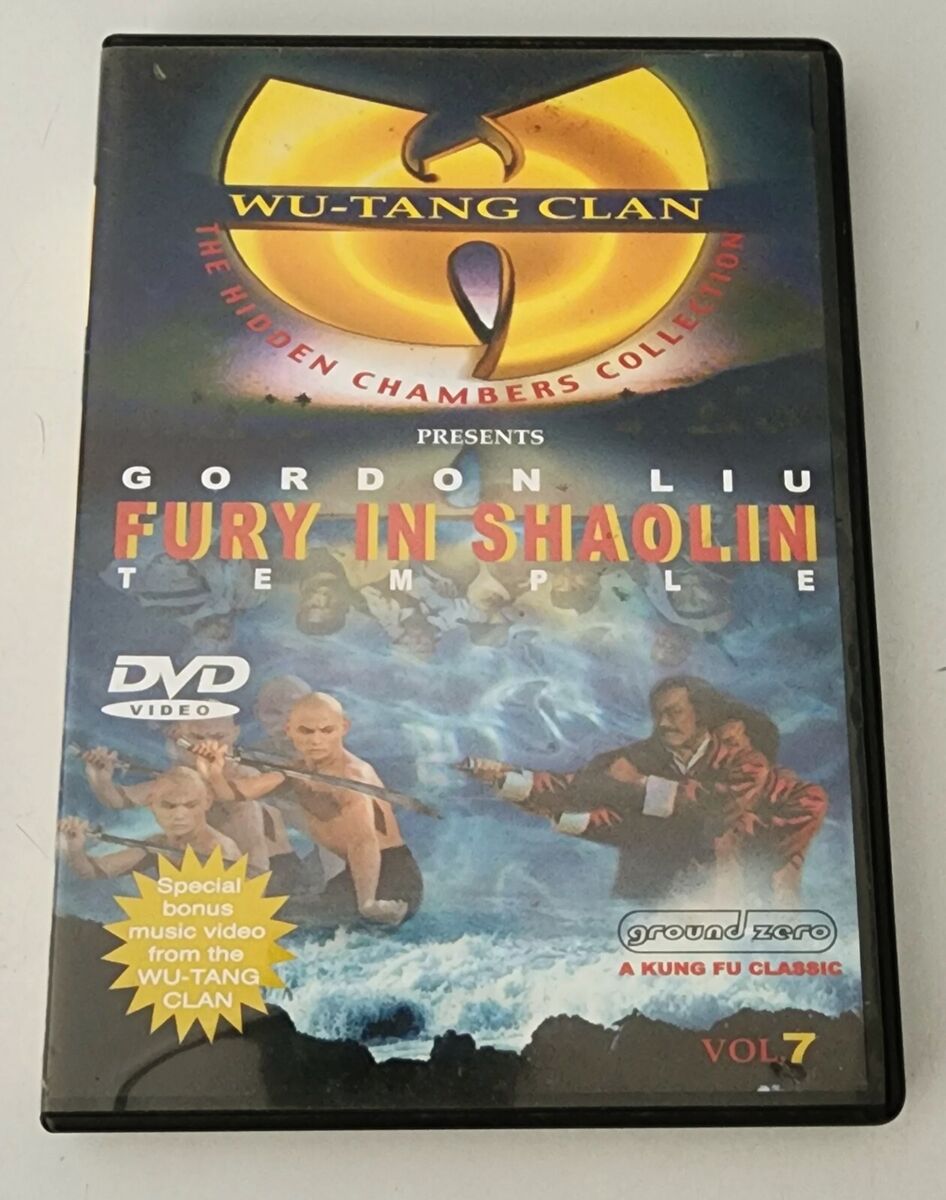 WU-TANG CLAN
THE HIDDEN CHAMBERS COLLECTION
PRESENTS
GORDON LIU
FURY IN SHAOLIN
TEMPLE
DVD
VIDEO
Special
bonus
music video
from the
WU-TANG
CLAN
ground zero
A KUNG FU CLASSIC
VOL.7